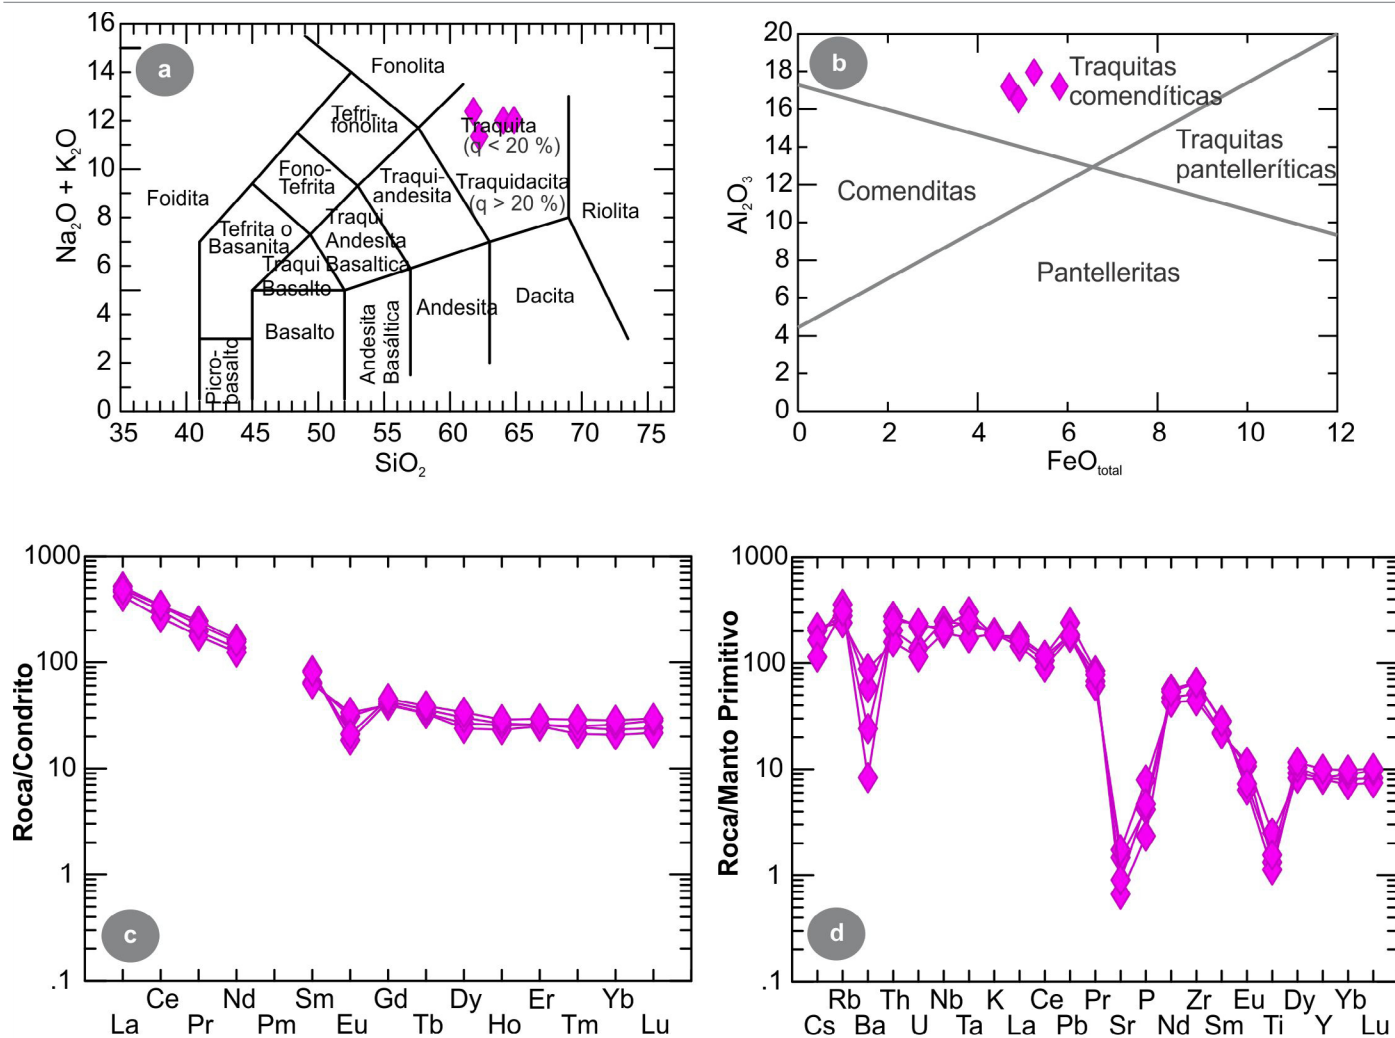 a
16
14
12
10
8
6
4
2
0
Na₂O + K₂O
Fonolita
Tefri-
fonolita
Traquita
(q < 20 %)
Fono-
Tefrita
Traqui-
andesita
Traquidacita
(q > 20 %)
Foidita
Riolita
Tefrita o
Basanita
Traqui
Andesita
Basaltica
Traqui
Basalto
Andesita
Dacita
Basalto
Andesita
Basáltica
Picro-
basalto
35 40 45 50 55 60 65 70 75
SiO₂
b
20
18
16
14
12
10
8
6
4
2
0
Al₂O₃
Traquitas
comendíticas
Traquitas
pantelleríticas
Comenditas
Pantelleritas
0 2 4 6 8 10 12
FeOtotal
1000
100
10
1
.1
Roca/Condrito
c
Ce Nd Sm Gd Dy Er Yb
La Pr Pm Eu Tb Ho Tm Lu
1000
100
10
1
.1
Roca/Manto Primitivo
d
Rb Th Nb K Ce Pr P Zr Eu Dy Yb
Cs Ba U Ta La Pb Sr Nd Sm Ti Y Lu